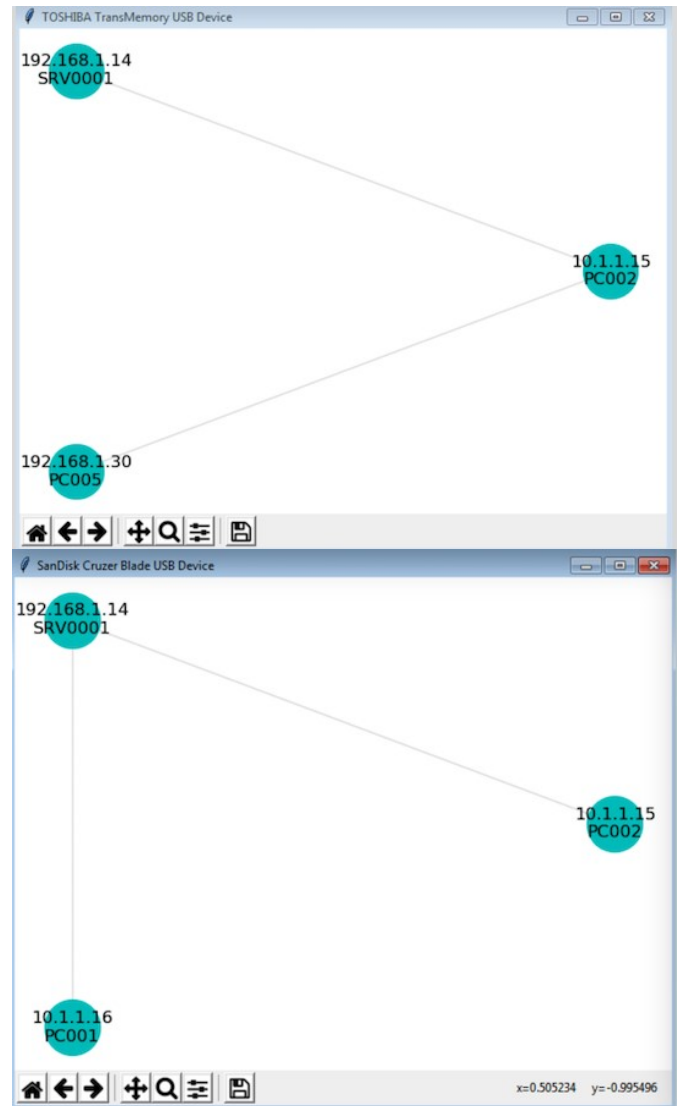 TOSHIBA TransMemory USB Device
192.168.1.14
SRV0001
10.1.1.15
PC002
192.168.1.30
PC005
SanDisk Cruzer Blade USB Device
192.168.1.14
SRV0001
10.1.1.15
PC002
10.1.1.16
PC001
x=0.505234 y=-0.995496